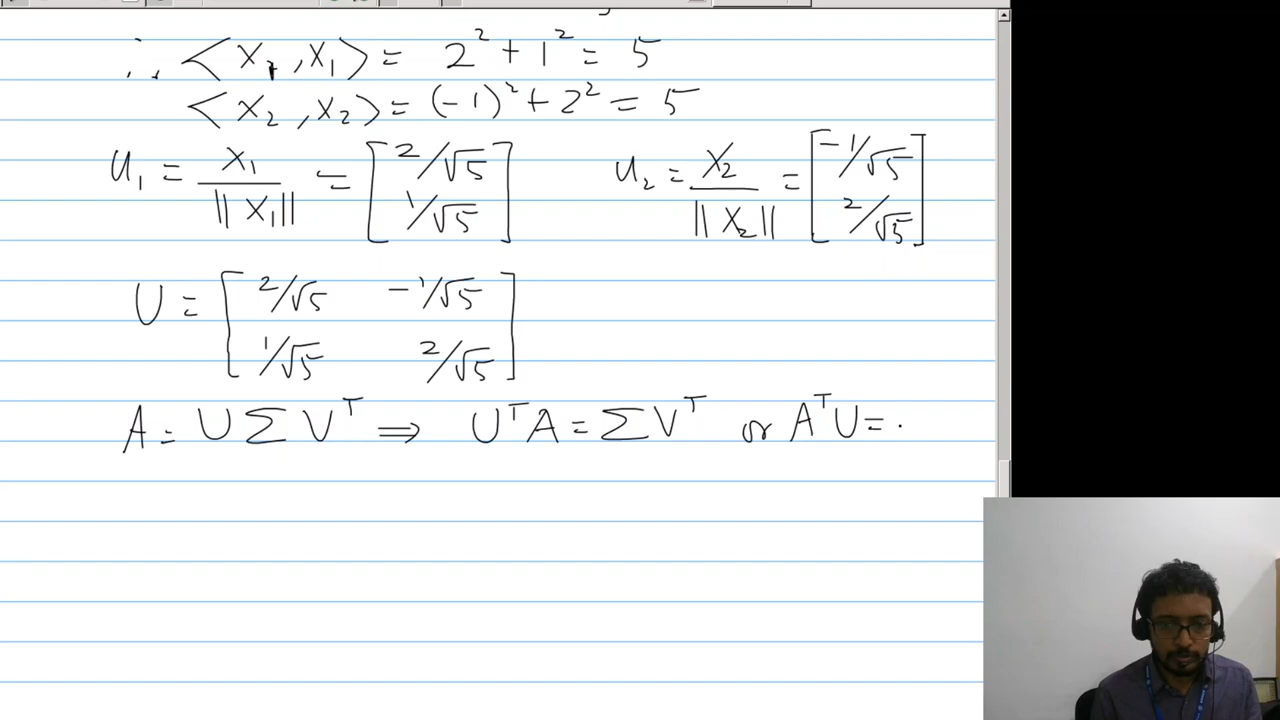 ∴ <X₁, X₁> = 2² + 1² = 5
<X₂, X₂> = (-1)² + 2² = 5
u₁ = X₁/||X₁|| = [2/√5 1/√5] u₂ = X₂/||X₂|| = [-1/√5 2/√5]
U = [2/√5 -1/√5
1/√5 2/√5]
A = UΣVᵀ ⟹ UᵀA = ΣVᵀ or AᵀU = .